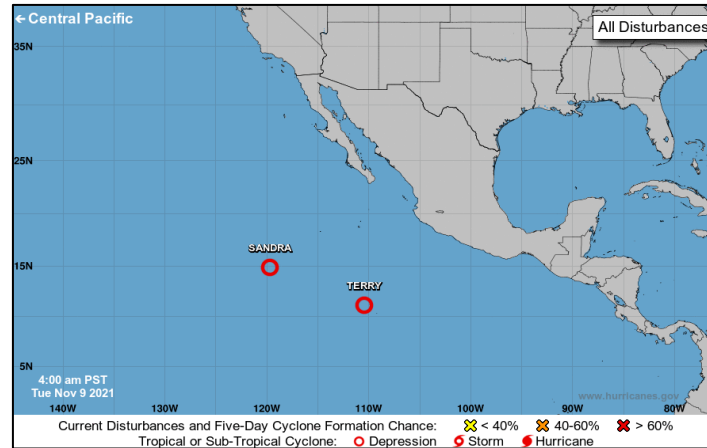 ← Central Pacific
All Disturbances
35N
25N
SANDRA
15N
TERRY
5N
4:00 am PST
Tue Nov 9 2021
www.hurricanes.gov
140W 130W 120W 110W 100W 90W 80W
Current Disturbances and Five-Day Cyclone Formation Chance: < 40% 40-60% > 60%
Tropical or Sub-Tropical Cyclone: Depression Storm Hurricane